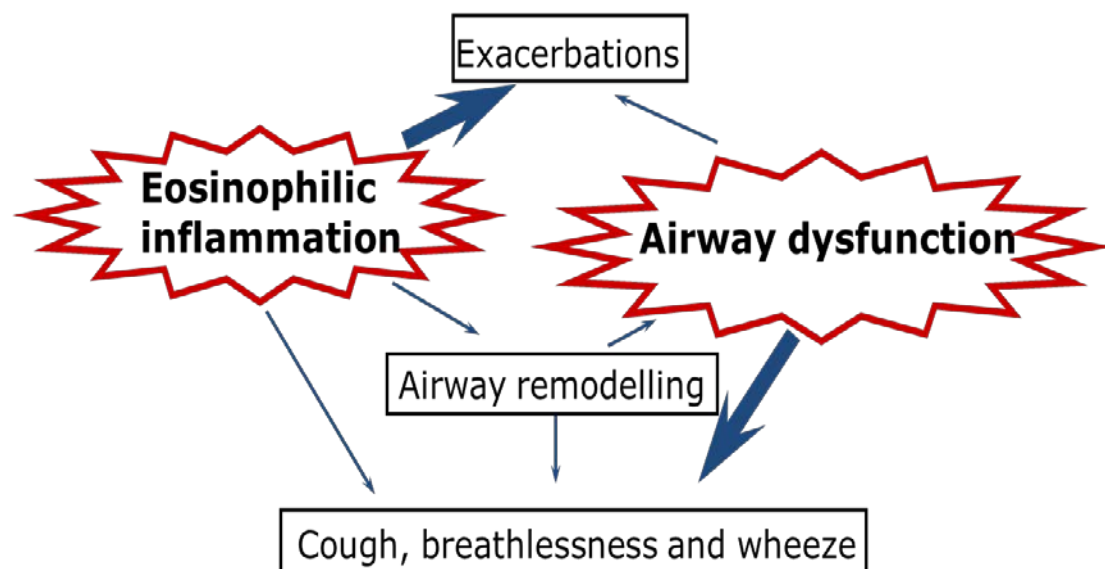 Exacerbations
Eosinophilic
inflammation
Airway dysfunction
Airway remodelling
Cough, breathlessness and wheeze